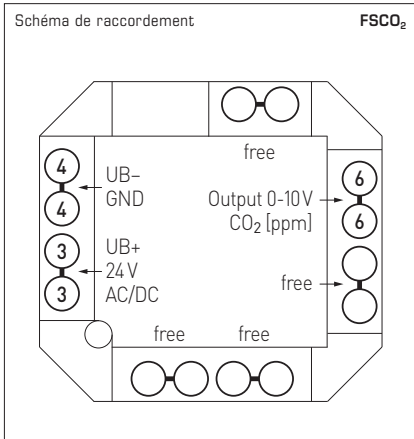 Schéma de raccordement FSCO₂
free
4
4
UB–
GND
Output 0-10 V
CO₂ [ppm]
6
6
3
3
UB+
24 V
AC/DC
free
free free